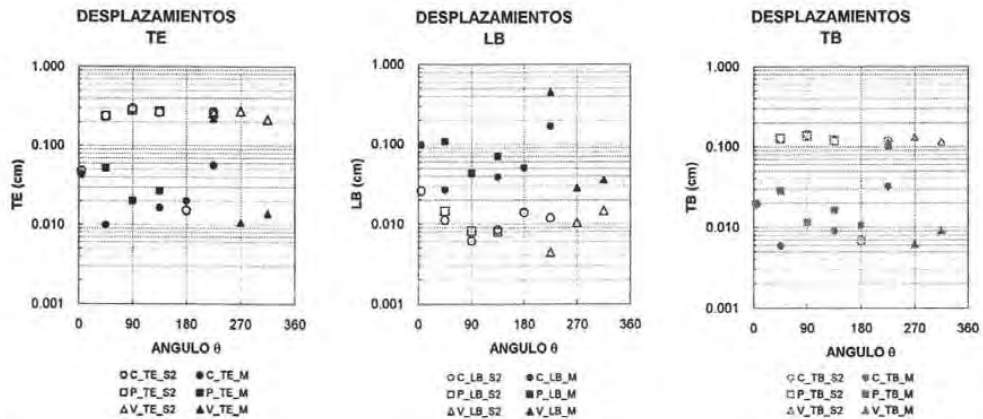 DESPLAZAMIENTOS
TE
1.000
0.100
0.010
0.001
TE (cm)
0 90 180 270 360
ANGULO θ
C_TE_S2 C_TE_M
P_TE_S2 P_TE_M
V_TE_S2 V_TE_M
DESPLAZAMIENTOS
LB
1.000
0.100
0.010
0.001
LB (cm)
0 90 180 270 360
ANGULO θ
C_LB_S2 C_LB_M
P_LB_S2 P_LB_M
V_LB_S2 V_LB_M
DESPLAZAMIENTOS
TB
1.000
0.100
0.010
0.001
TB (cm)
0 90 180 270 360
ANGULO θ
C_TB_S2 C_TB_M
P_TB_S2 P_TB_M
V_TB_S2 V_TB_M